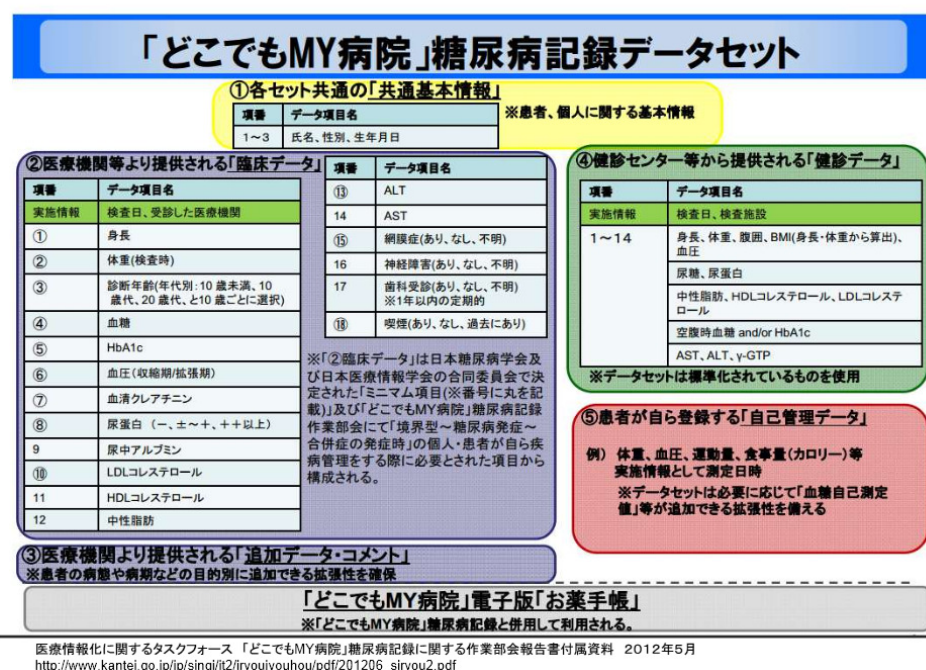 「どこでもMY病院」糖尿病記録データセット
①各セット共通の「共通基本情報」
項番 データ項目名
1～3 氏名、性別、生年月日
※患者、個人に関する基本情報
②医療機関等より提供される「臨床データ」
項番 データ項目名
実施情報 検査日、受診した医療機関
① 身長
② 体重(検査時)
③ 診断年齢(年代別：10 歳未満、10
歳代、20 歳代、と10 歳ごとに選択)
④ 血糖
⑤ HbA1c
⑥ 血圧(収縮期/拡張期)
⑦ 血清クレアチニン
⑧ 尿蛋白 （－、±～＋、＋＋以上）
9 尿中アルブミン
⑩ LDLコレステロール
11 HDLコレステロール
12 中性脂肪
項番 データ項目名
⑬ ALT
14 AST
⑮ 網膜症(あり、なし、不明)
16 神経障害(あり、なし、不明)
17 歯科受診(あり、なし、不明)
※1年以内の定期的
⑱ 喫煙(あり、なし、過去にあり)
※「②臨床データ」は日本糖尿病学会及
び日本医療情報学会の合同委員会で決
定された「ミニマム項目(※番号に丸を記
載)」及び「どこでもMY病院」糖尿病記録
作業部会にて「境界型～糖尿病発症～
合併症の発症時」の個人・患者が自ら疾
病管理をする際に必要とされた項目から
構成される。
③医療機関より提供される「追加データ・コメント」
※患者の病態や病期などの目的別に追加できる拡張性を確保
④健診センター等から提供される「健診データ」
項番 データ項目名
実施情報 検査日、検査施設
1～14 身長、体重、腹囲、BMI(身長・体重から算出)、
血圧
尿糖、尿蛋白
中性脂肪、HDLコレステロール、LDLコレステ
ロール
空腹時血糖 and/or HbA1c
AST、ALT、γ-GTP
※データセットは標準化されているものを使用
⑤患者が自ら登録する「自己管理データ」
例） 体重、血圧、運動量、食事量(カロリー)等
実施情報として測定日時
※データセットは必要に応じて「血糖自己測定
値」等が追加できる拡張性を備える
「どこでもMY病院」電子版「お薬手帳」
※「どこでもMY病院」糖尿病記録と併用して利用される。
医療情報化に関するタスクフォース 「どこでもMY病院」糖尿病記録に関する作業部会報告書付属資料 2012年5月
http://www.kantei.go.jp/jp/singi/it2/iryoujyouhou/pdf/201206_siryou2.pdf